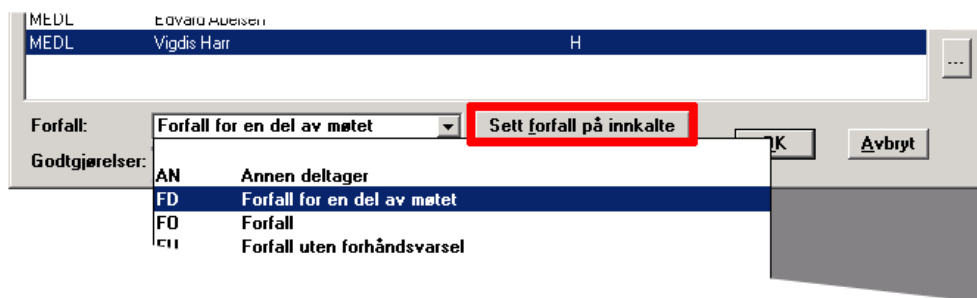 MEDL Edvard Abelsen
MEDL Vigdis Harr H
...
Forfall: Forfall for en del av møtet Sett forfall på innkalte
OK Avbryt
Godtgjørelser:
AN Annen deltager
FD Forfall for en del av møtet
FO Forfall
FU Forfall uten forhåndsvarsel